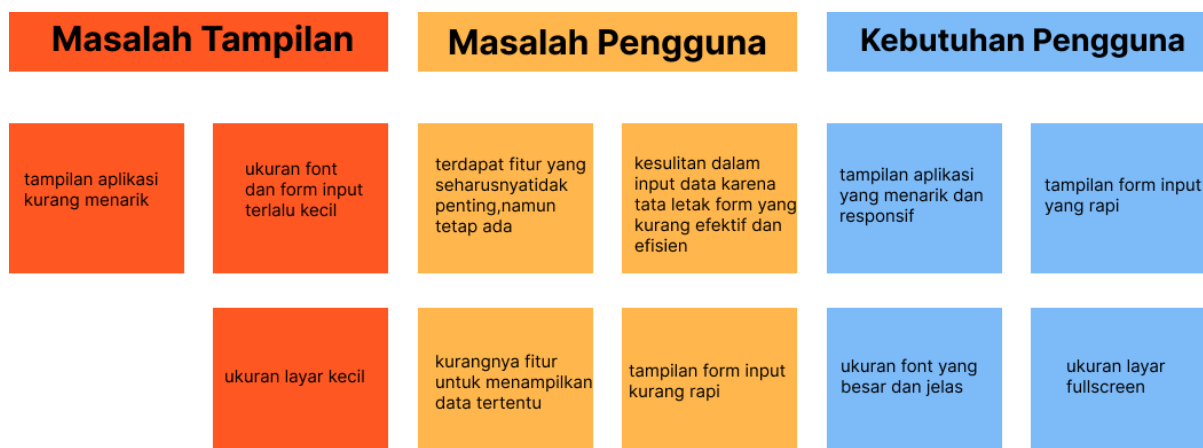 Masalah Tampilan
Masalah Pengguna
Kebutuhan Pengguna
tampilan aplikasi
kurang menarik
ukuran font
dan form input
terlalu kecil
terdapat fitur yang
seharusnyatidak
penting,namun
tetap ada
kesulitan dalam
input data karena
tata letak form yang
kurang efektif dan
efisien
tampilan aplikasi
yang menarik dan
responsif
tampilan form input
yang rapi
ukuran layar kecil
kurangnya fitur
untuk menampilkan
data tertentu
tampilan form input
kurang rapi
ukuran font yang
besar dan jelas
ukuran layar
fullscreen